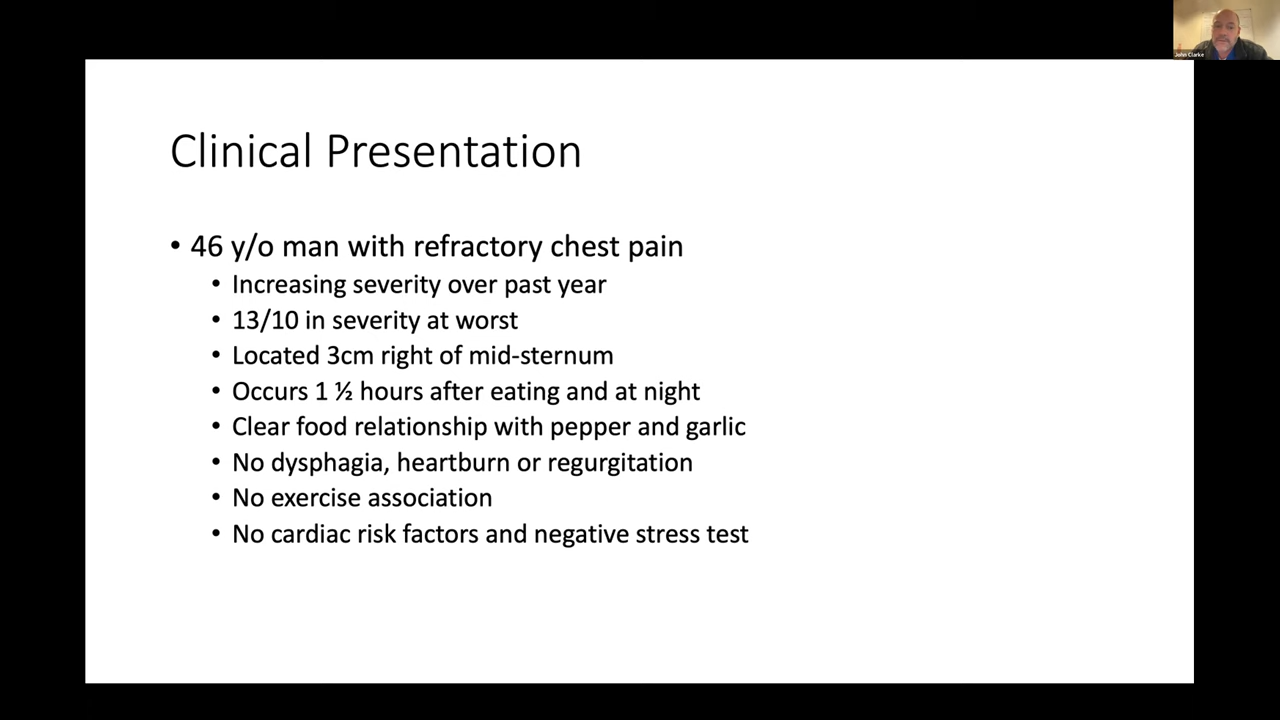 John Clarke
Clinical Presentation
• 46 y/o man with refractory chest pain
• Increasing severity over past year
• 13/10 in severity at worst
• Located 3cm right of mid-sternum
• Occurs 1 ½ hours after eating and at night
• Clear food relationship with pepper and garlic
• No dysphagia, heartburn or regurgitation
• No exercise association
• No cardiac risk factors and negative stress test